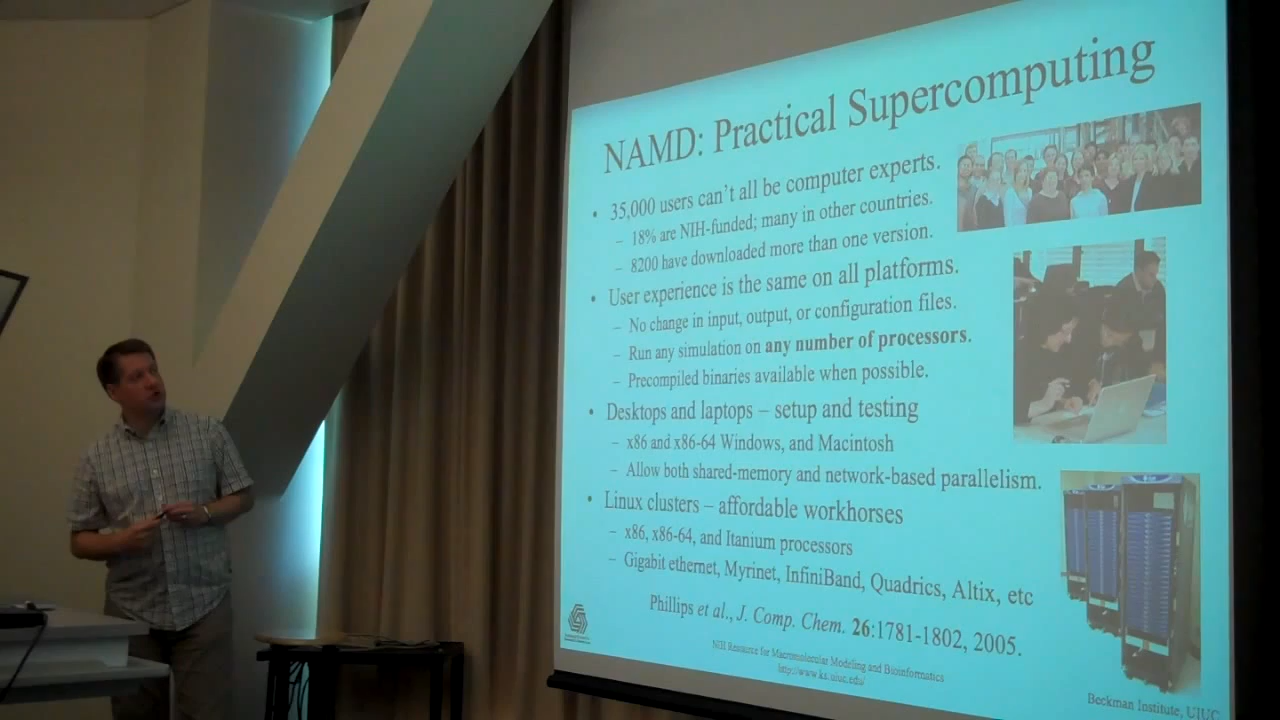 NAMD: Practical Supercomputing
• 35,000 users can't all be computer experts.
– 18% are NIH-funded; many in other countries.
– 8200 have downloaded more than one version.
• User experience is the same on all platforms.
– No change in input, output, or configuration files.
– Run any simulation on any number of processors.
– Precompiled binaries available when possible.
• Desktops and laptops – setup and testing
– x86 and x86-64 Windows, and Macintosh
– Allow both shared-memory and network-based parallelism.
• Linux clusters – affordable workhorses
– x86, x86-64, and Itanium processors
– Gigabit ethernet, Myrinet, InfiniBand, Quadrics, Altix, etc
Phillips et al., J. Comp. Chem. 26:1781-1802, 2005.
NIH Resource for Macromolecular Modeling and Bioinformatics
http://www.ks.uiuc.edu/
Beckman Institute, UIUC